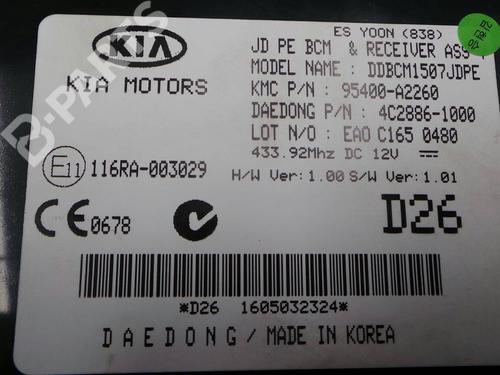 ES YOON (838)
KIA
JD PE BCM & RECEIVER ASS
MODEL NAME : DDBCM1507JDPE
KIA MOTORS
KMC P/N : 95400-A2260
DAEDONG P/N : 4C2886-1000
LOT N/O : EAO C165 0480
433.92Mhz DC 12V
E11 116RA-003029
H/W Ver: 1.00 S/W Ver: 1.01
CE 0678
D26
*D26 1605032324*
DAEDONG / MADE IN KOREA